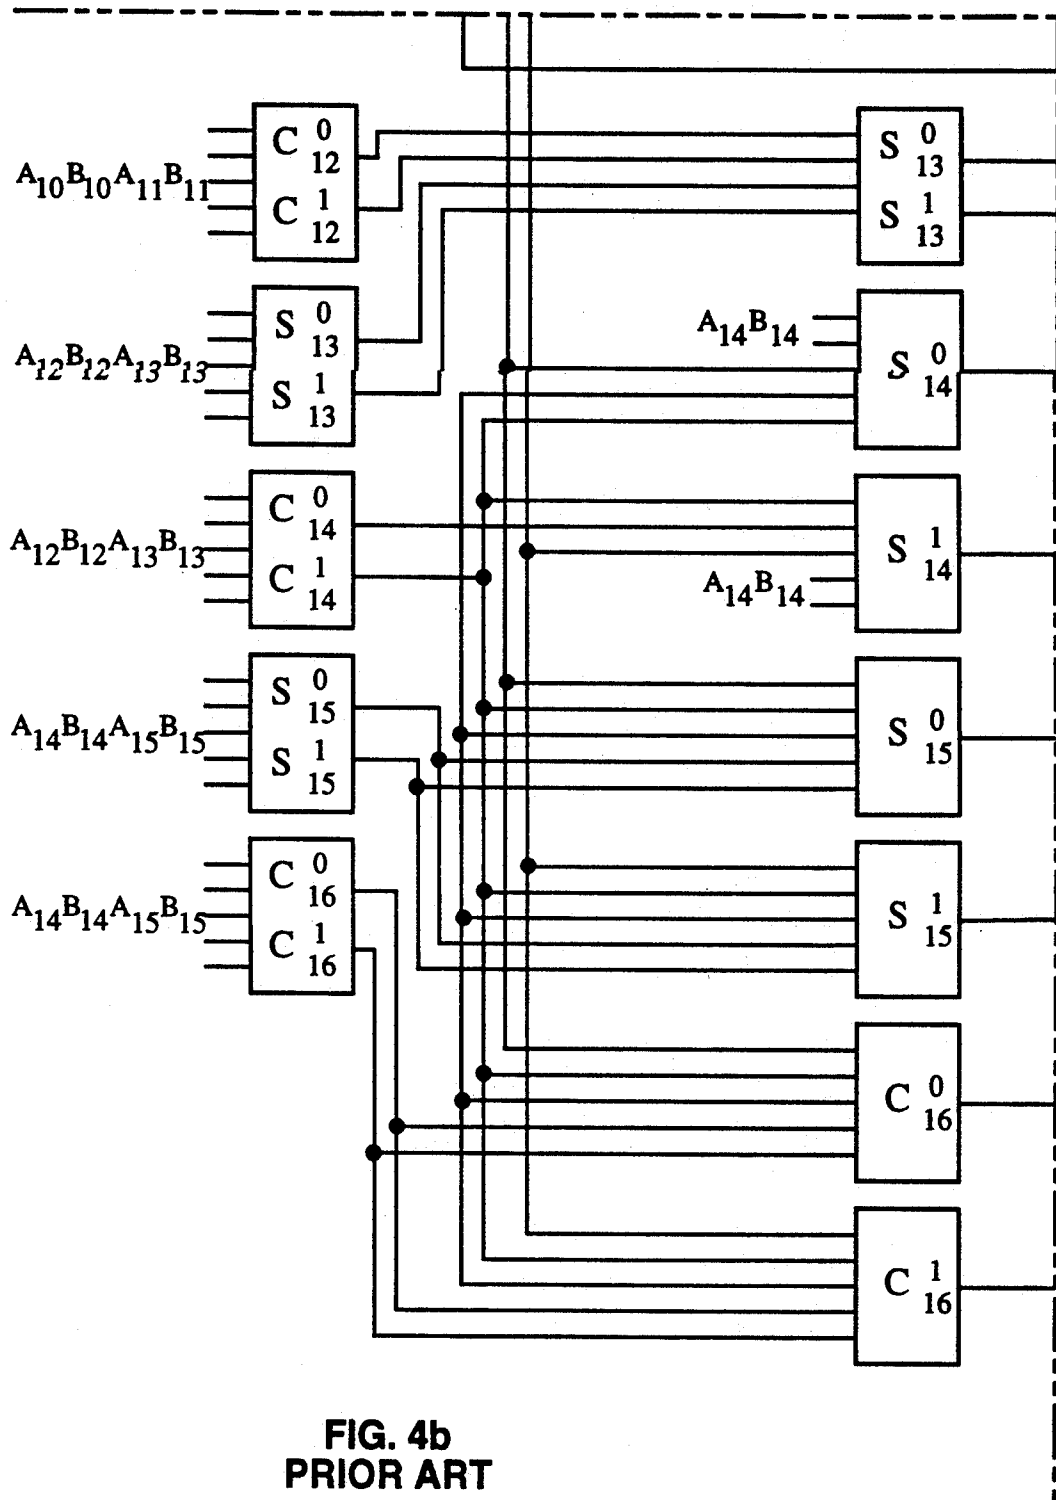 C 0 12
A10B10A11B11
C 1 12
S 0 13
S 1 13
S 0 13
A12B12A13B13
S 1 13
A14B14
S 0 14
C 0 14
A12B12A13B13
C 1 14
S 1 14
A14B14
S 0 15
A14B14A15B15
S 1 15
S 0 15
C 0 16
A14B14A15B15
C 1 16
S 1 15
C 0 16
C 1 16
FIG. 4b
PRIOR ART